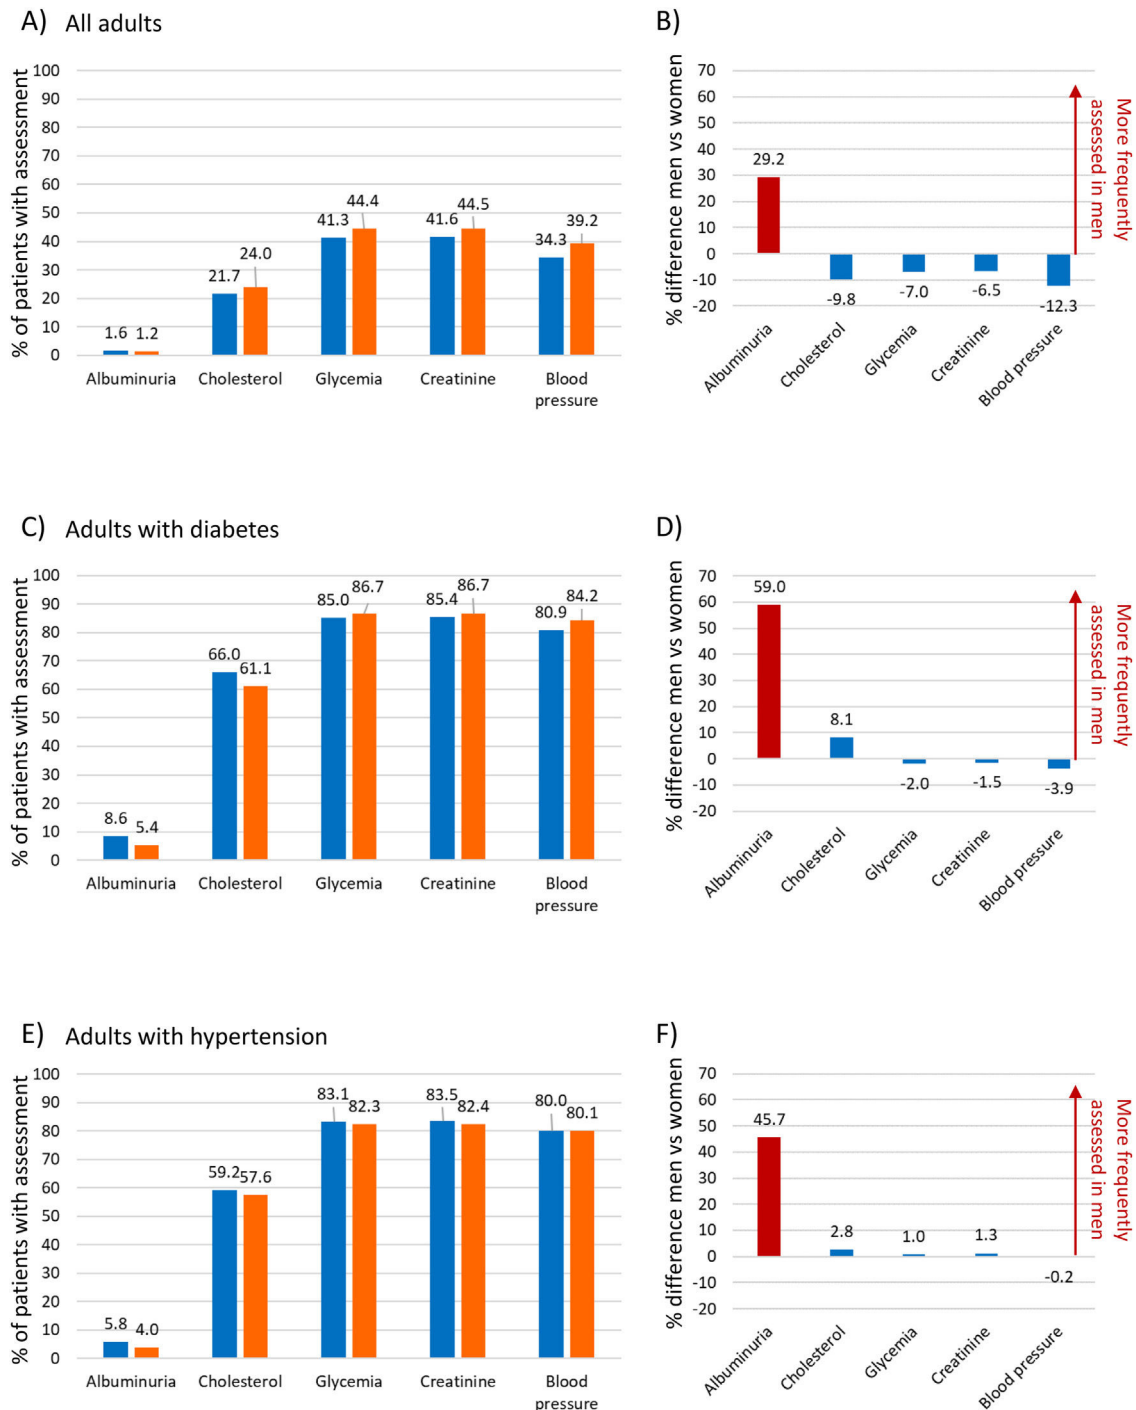 A) All adults
% of patients with assessment
100
90
80
70
60
50
40
30
20
10
0
1.6 1.2
21.7 24.0
41.3 44.4
41.6 44.5
34.3 39.2
Albuminuria Cholesterol Glycemia Creatinine Blood
pressure
B)
% difference men vs women
70
60
50
40
30
20
10
0
-10
-20
29.2
-9.8
-7.0
-6.5
-12.3
Albuminuria
Cholesterol
Glycemia
Creatinine
Blood pressure
More frequently
assessed in men
C) Adults with diabetes
% of patients with assessment
100
90
80
70
60
50
40
30
20
10
0
8.6 5.4
66.0 61.1
85.0 86.7
85.4 86.7
80.9 84.2
Albuminuria Cholesterol Glycemia Creatinine Blood
pressure
D)
% difference men vs women
70
60
50
40
30
20
10
0
-10
-20
59.0
8.1
-2.0
-1.5
-3.9
Albuminuria
Cholesterol
Glycemia
Creatinine
Blood pressure
More frequently
assessed in men
E) Adults with hypertension
% of patients with assessment
100
90
80
70
60
50
40
30
20
10
0
5.8 4.0
59.2 57.6
83.1 82.3
83.5 82.4
80.0 80.1
Albuminuria Cholesterol Glycemia Creatinine Blood
pressure
F)
% difference men vs women
70
60
50
40
30
20
10
0
-10
-20
45.7
2.8
1.0
1.3
-0.2
Albuminuria
Cholesterol
Glycemia
Creatinine
Blood pressure
More frequently
assessed in men